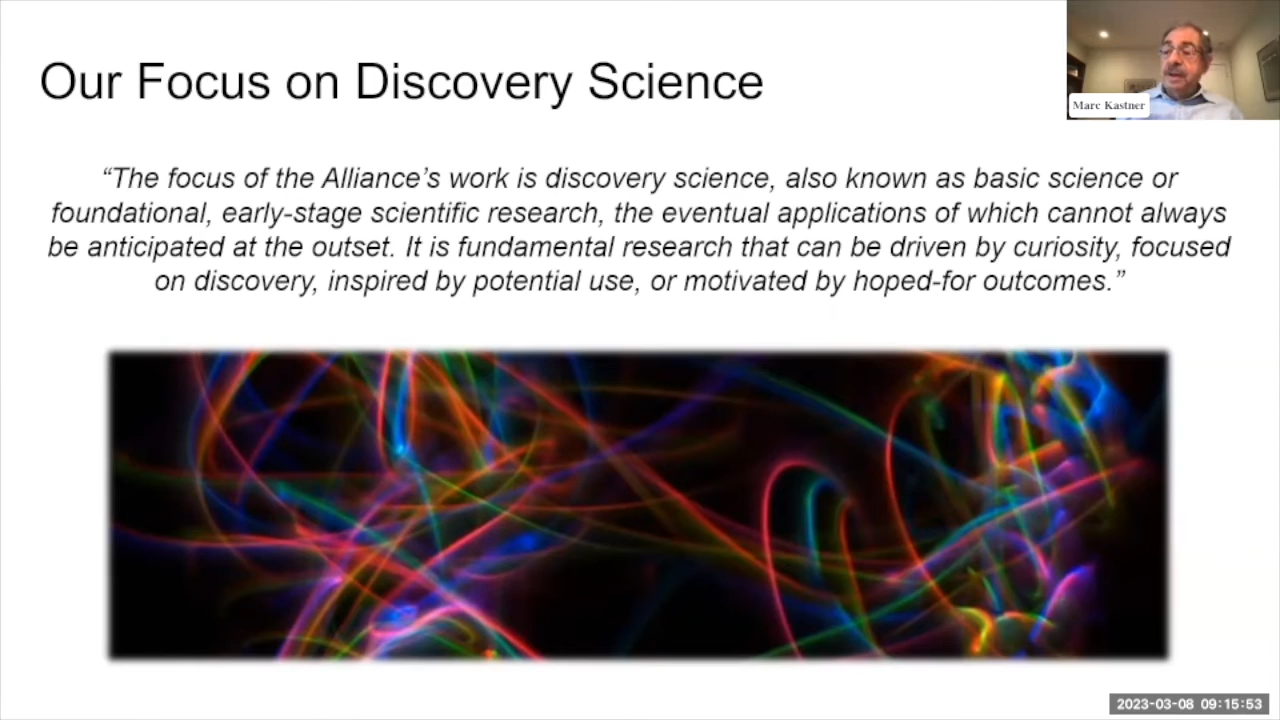 Our Focus on Discovery Science
Marc Kastner
“The focus of the Alliance’s work is discovery science, also known as basic science or
foundational, early-stage scientific research, the eventual applications of which cannot always
be anticipated at the outset. It is fundamental research that can be driven by curiosity, focused
on discovery, inspired by potential use, or motivated by hoped-for outcomes.”
2023-03-08 09:15:53